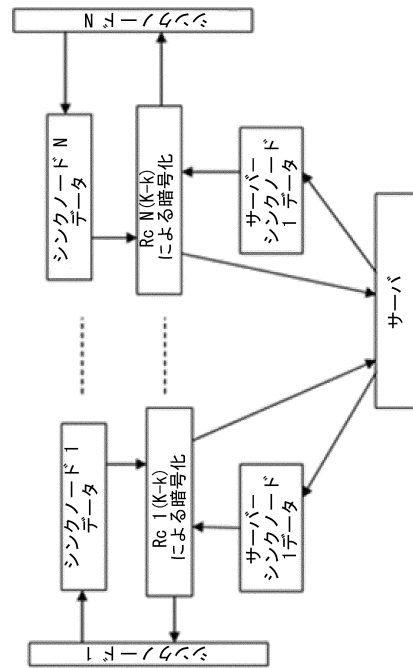 シンクノード N
シンクノード N
データ
Rc N(K-k)
による暗号化
サーバー
シンクノード
1 データ
サーバ
シンクノード 1
データ
Rc 1(K-k)
による暗号化
サーバー
シンクノード
1データ
シンクノード1